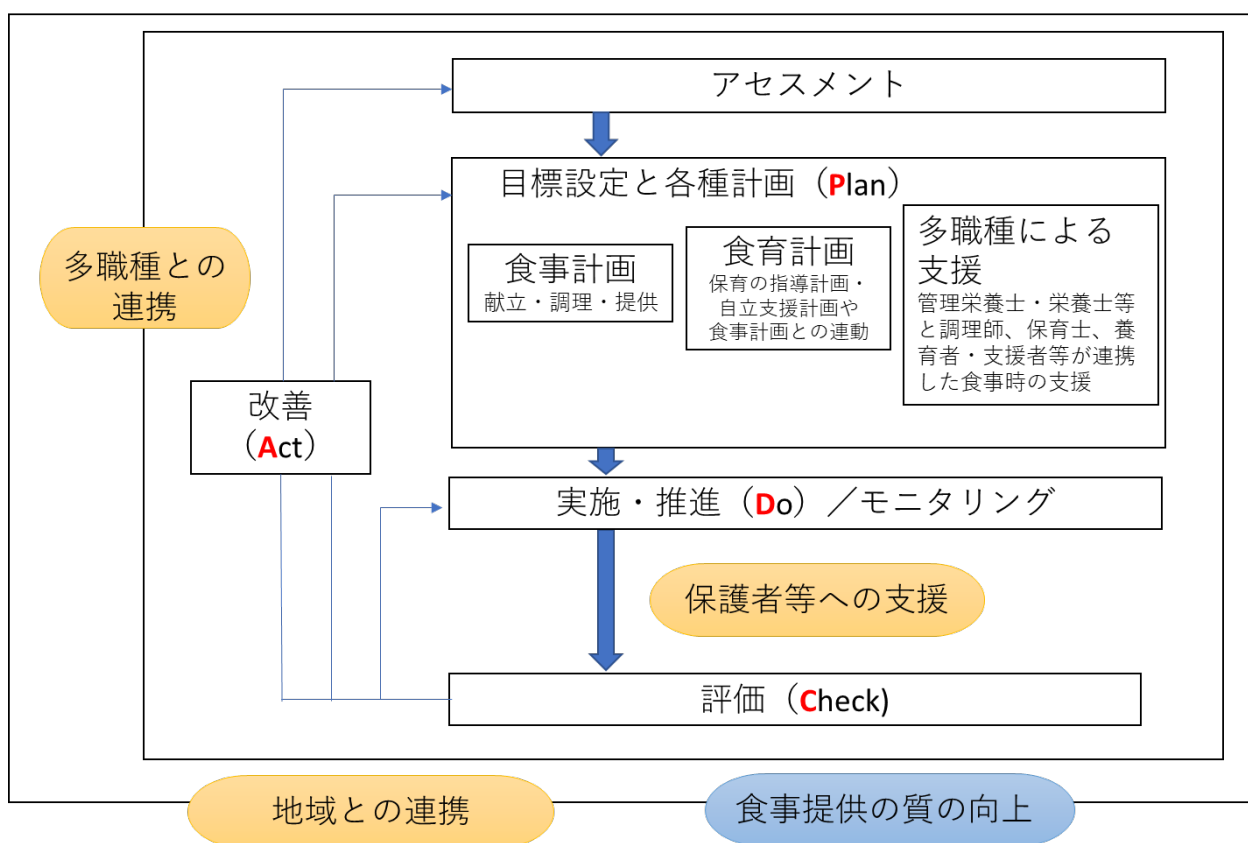 アセスメント
目標設定と各種計画（Plan）
食事計画
献立・調理・提供
食育計画
保育の指導計画・
自立支援計画や
食事計画との連動
多職種による
支援
管理栄養士・栄養士等
と調理師、保育士、養
育者・支援者等が連携
した食事時の支援
多職種との
連携
改善
（Act）
実施・推進（Do）／モニタリング
保護者等への支援
評価（Check)
地域との連携
食事提供の質の向上